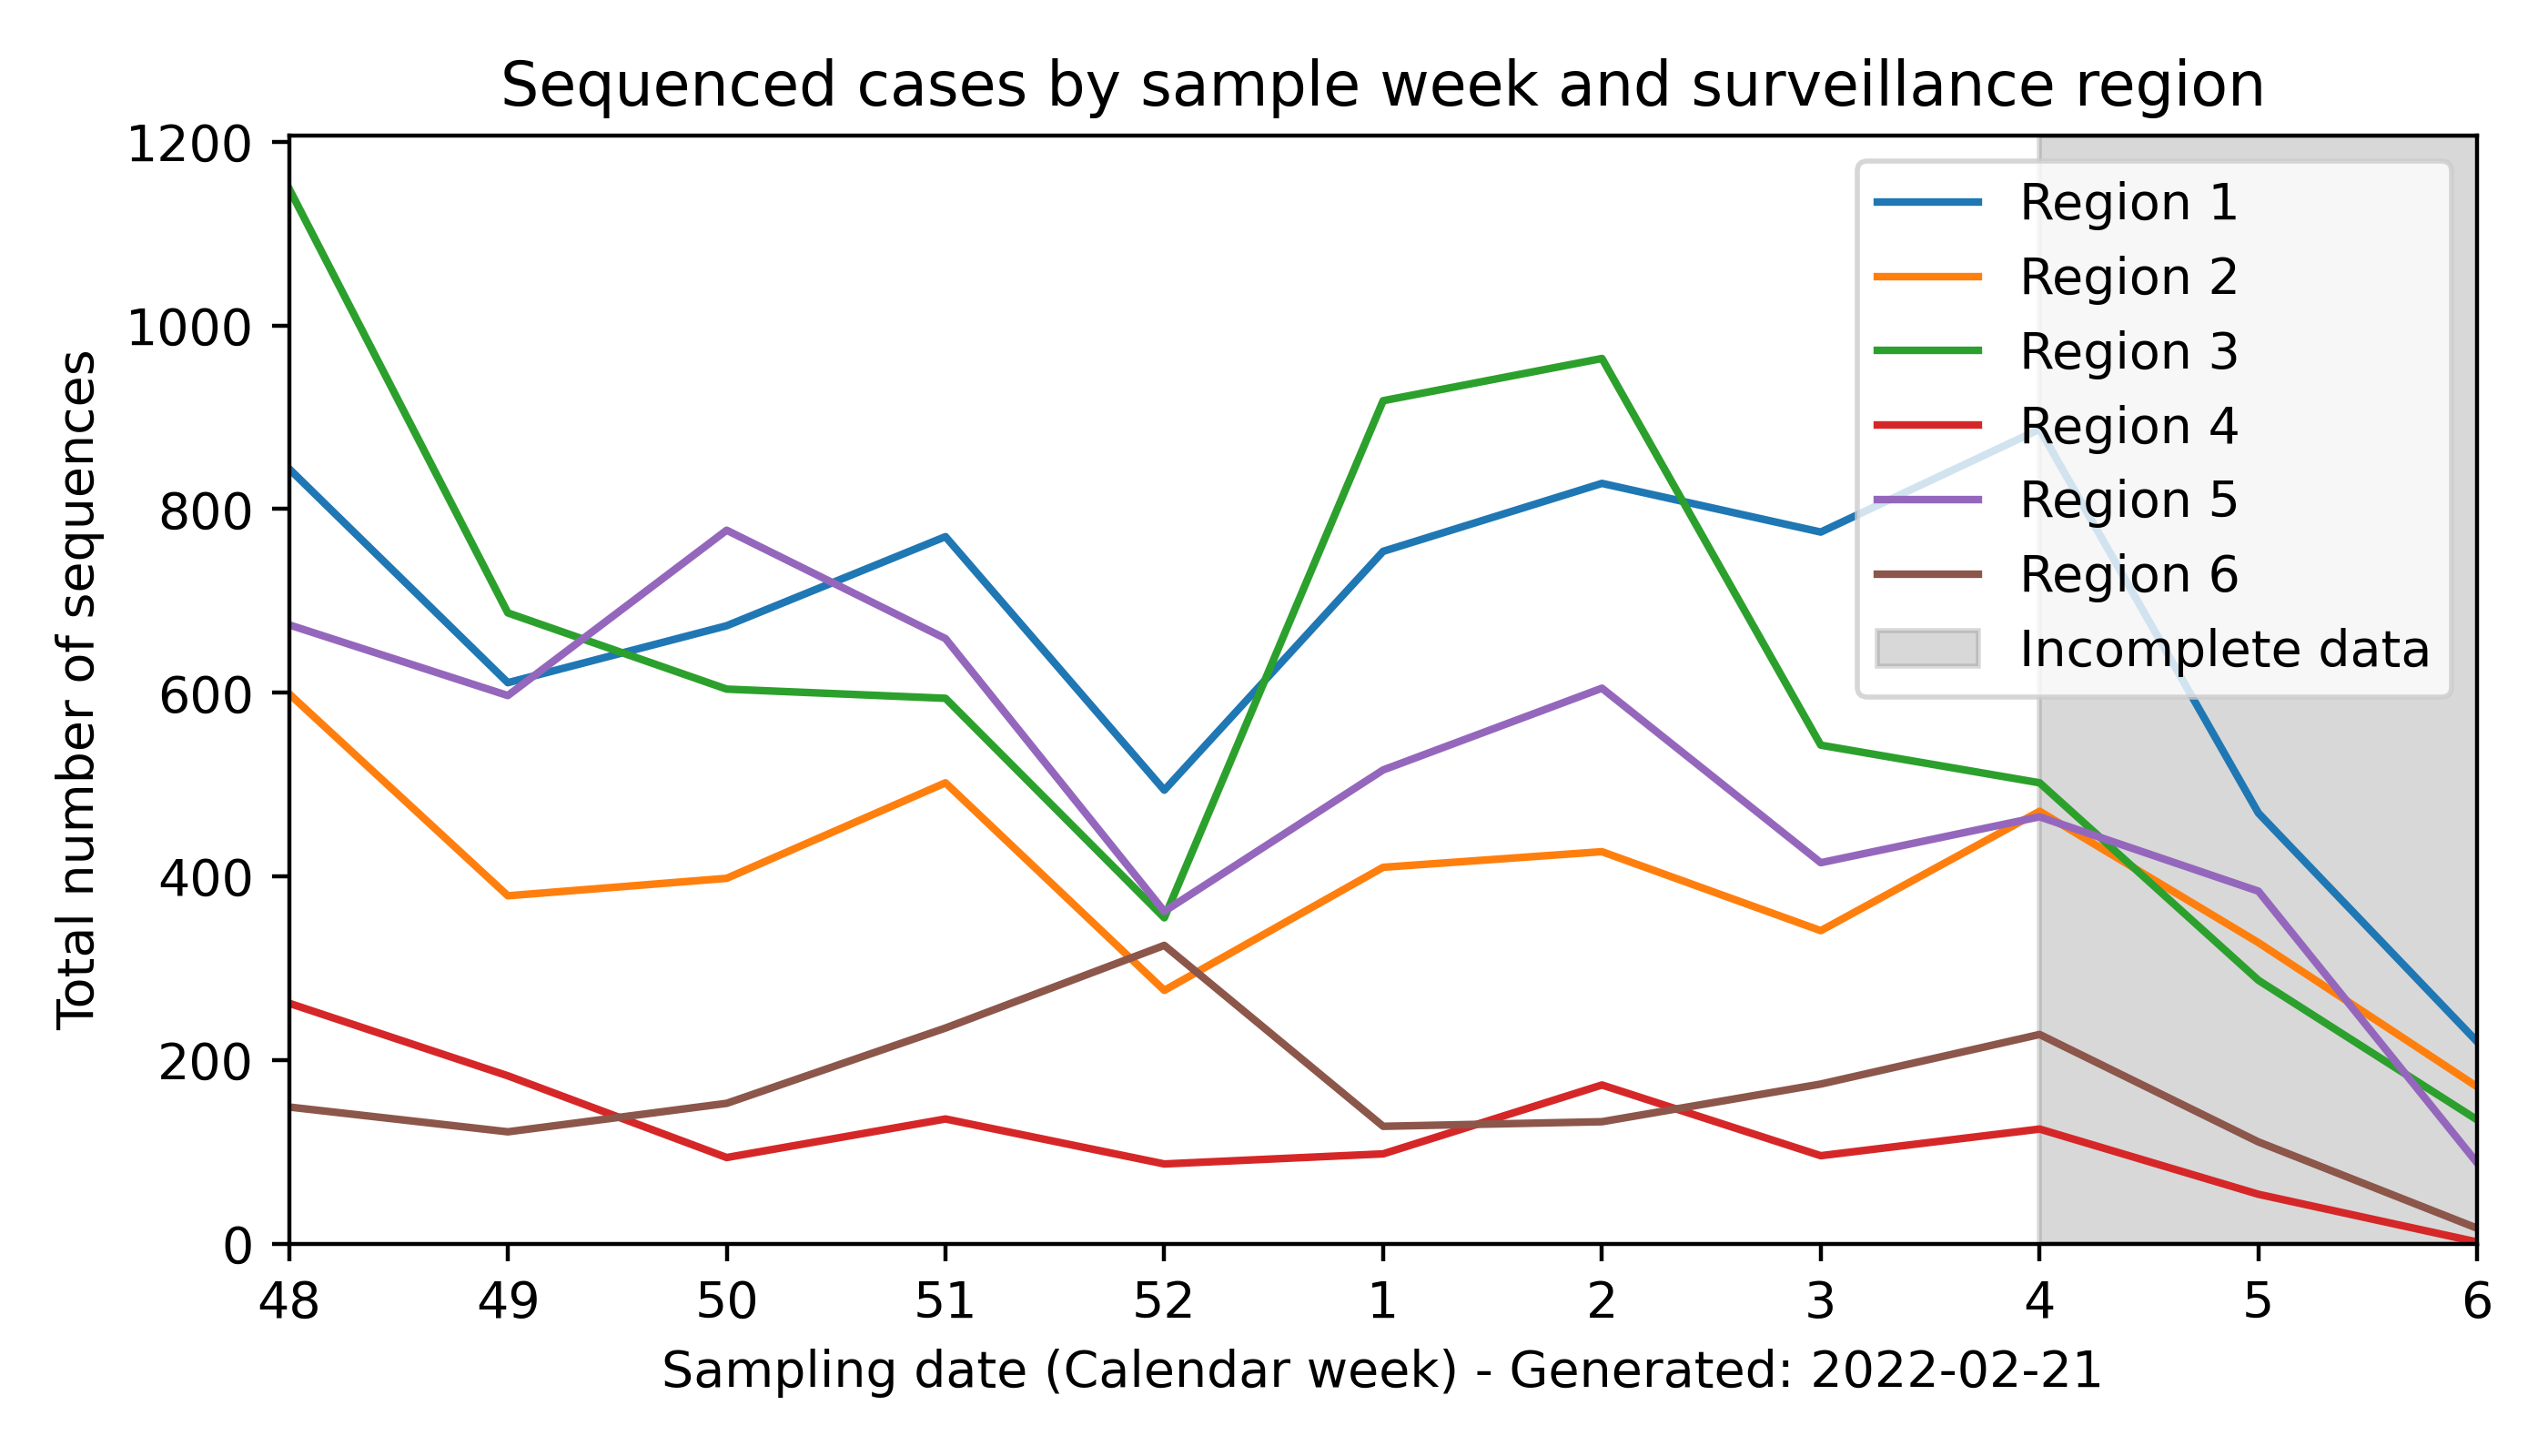 Sequenced cases by sample week and surveillance region
1200
1000
800
600
400
200
0
Total number of sequences
Region 1
Region 2
Region 3
Region 4
Region 5
Region 6
Incomplete data
48 49 50 51 52 1 2 3 4 5 6
Sampling date (Calendar week) - Generated: 2022-02-21